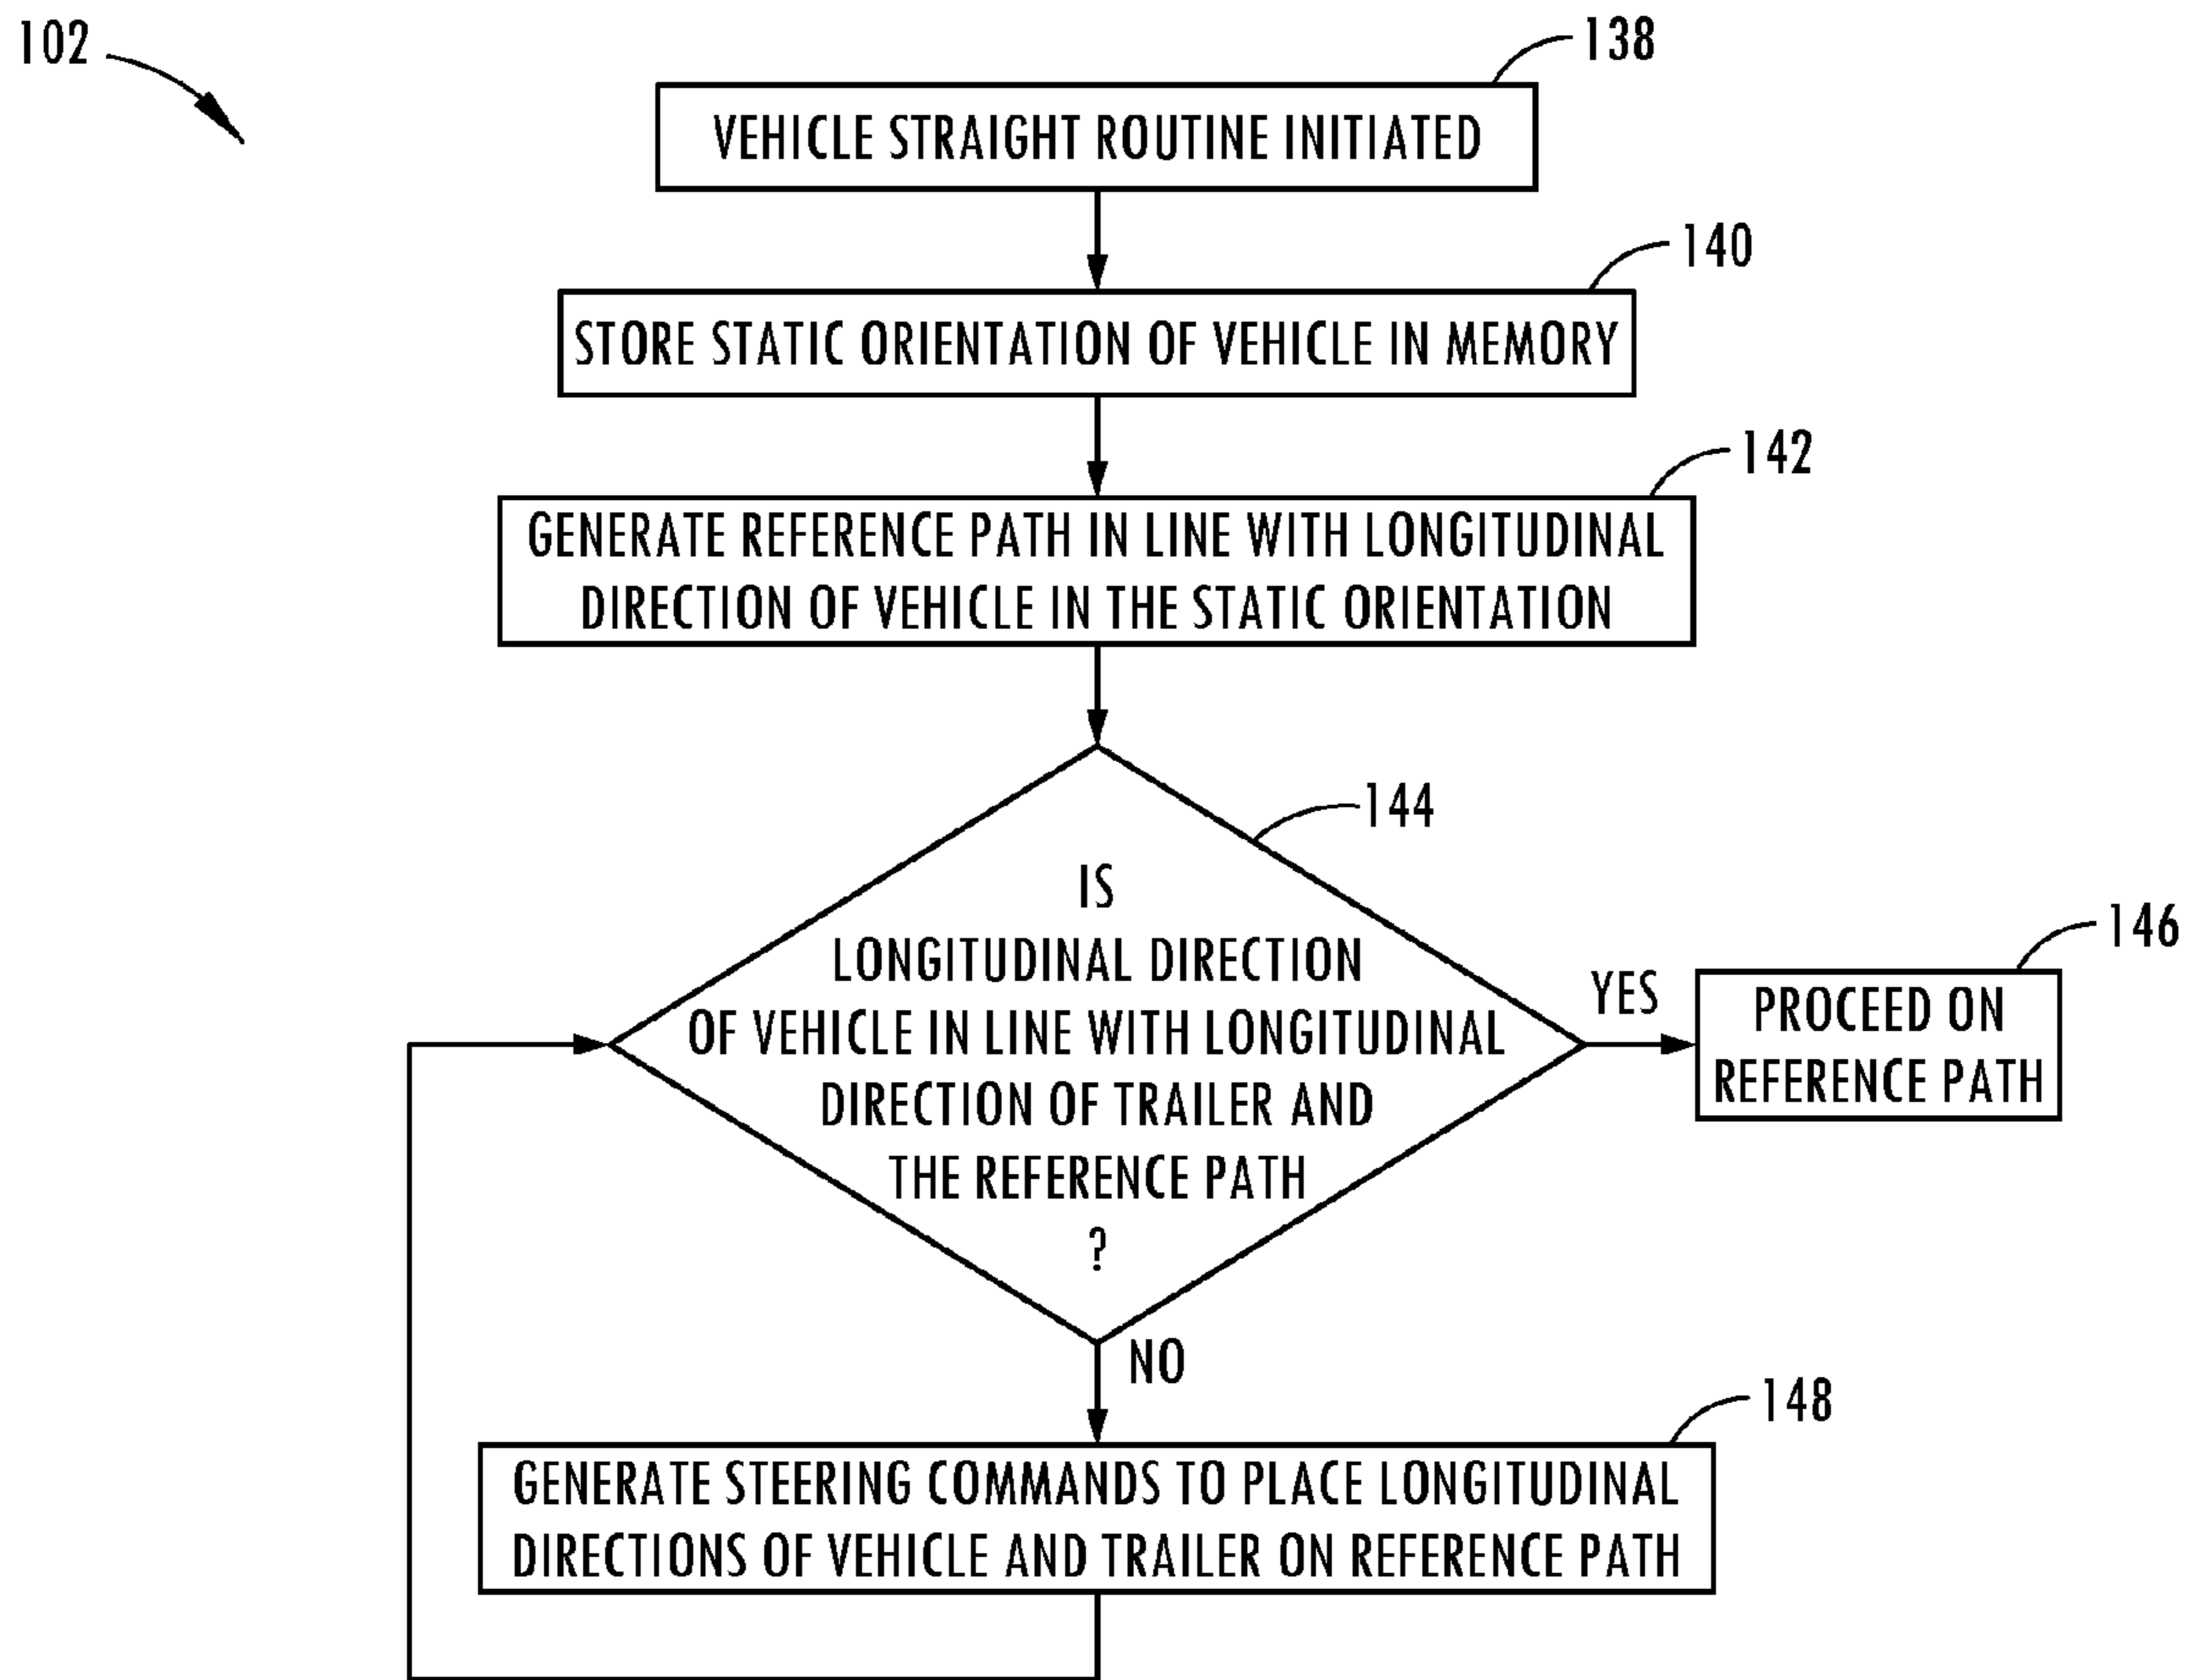 102
138
VEHICLE STRAIGHT ROUTINE INITIATED
140
STORE STATIC ORIENTATION OF VEHICLE IN MEMORY
142
GENERATE REFERENCE PATH IN LINE WITH LONGITUDINAL
DIRECTION OF VEHICLE IN THE STATIC ORIENTATION
144
IS
LONGITUDINAL DIRECTION
OF VEHICLE IN LINE WITH LONGITUDINAL
DIRECTION OF TRAILER AND
THE REFERENCE PATH
?
YES
146
PROCEED ON
REFERENCE PATH
NO
148
GENERATE STEERING COMMANDS TO PLACE LONGITUDINAL
DIRECTIONS OF VEHICLE AND TRAILER ON REFERENCE PATH